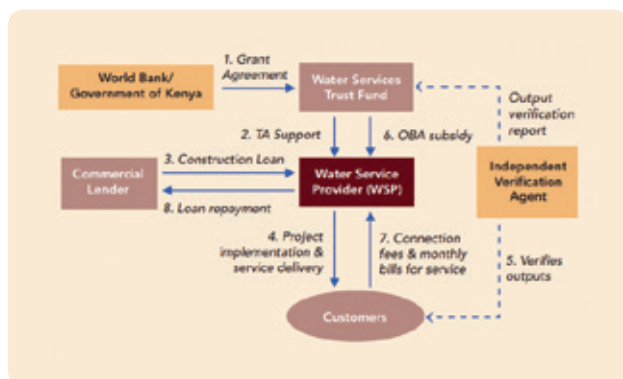 1. Grant
Agreement
World Bank/
Government of Kenya
Water Services
Trust Fund
Output
verification
report
2. TA Support
6. OBA subsidy
3. Construction Loan
Commercial
Lender
Water Service
Provider (WSP)
Independent
Verification
Agent
8. Loan repayment
4. Project
implementation &
service delivery
7. Connection
fees & monthly
bills for service
5. Verifies
outputs
Customers